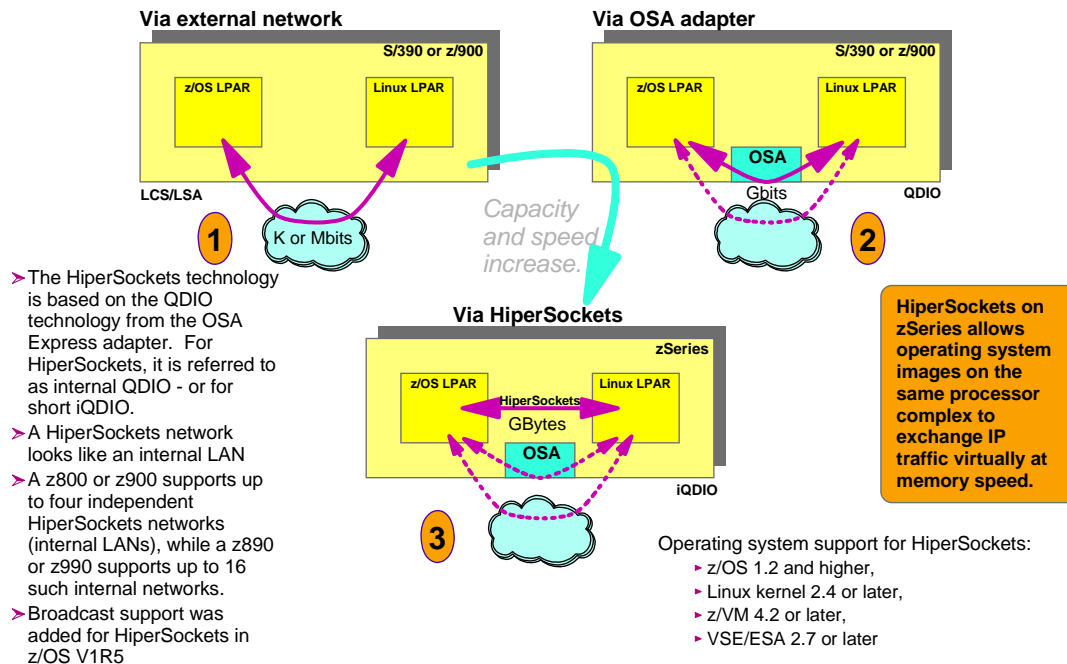 Via external network
S/390 or z/900
z/OS LPAR
Linux LPAR
LCS/LSA
1
K or Mbits
Via OSA adapter
S/390 or z/900
z/OS LPAR
Linux LPAR
OSA
Gbits
QDIO
2
Capacity
and speed
increase.
➢The HiperSockets technology
is based on the QDIO
technology from the OSA
Express adapter.  For
HiperSockets, it is referred to
as internal QDIO - or for
short iQDIO.
➢A HiperSockets network
looks like an internal LAN
➢A z800 or z900 supports up
to four independent
HiperSockets networks
(internal LANs), while a z890
or z990 supports up to 16
such internal networks.
➢Broadcast support was
added for HiperSockets in
z/OS V1R5
Via HiperSockets
zSeries
z/OS LPAR
Linux LPAR
HiperSockets
GBytes
OSA
iQDIO
3
HiperSockets on
zSeries allows
operating system
images on the
same processor
complex to
exchange IP
traffic virtually at
memory speed.
Operating system support for HiperSockets:
► z/OS 1.2 and higher,
► Linux kernel 2.4 or later,
► z/VM 4.2 or later,
► VSE/ESA 2.7 or later